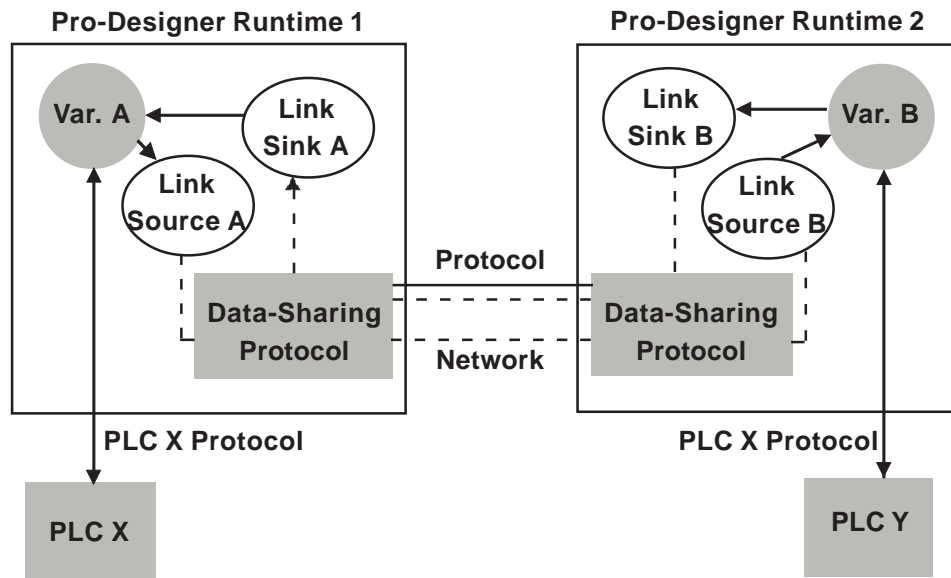 Pro-Designer Runtime 1
Pro-Designer Runtime 2
Var. A
Link
Sink A
Link
Source A
Link
Sink B
Var. B
Link
Source B
Protocol
Data-Sharing
Protocol
Network
Data-Sharing
Protocol
PLC X Protocol
PLC X Protocol
PLC X
PLC Y